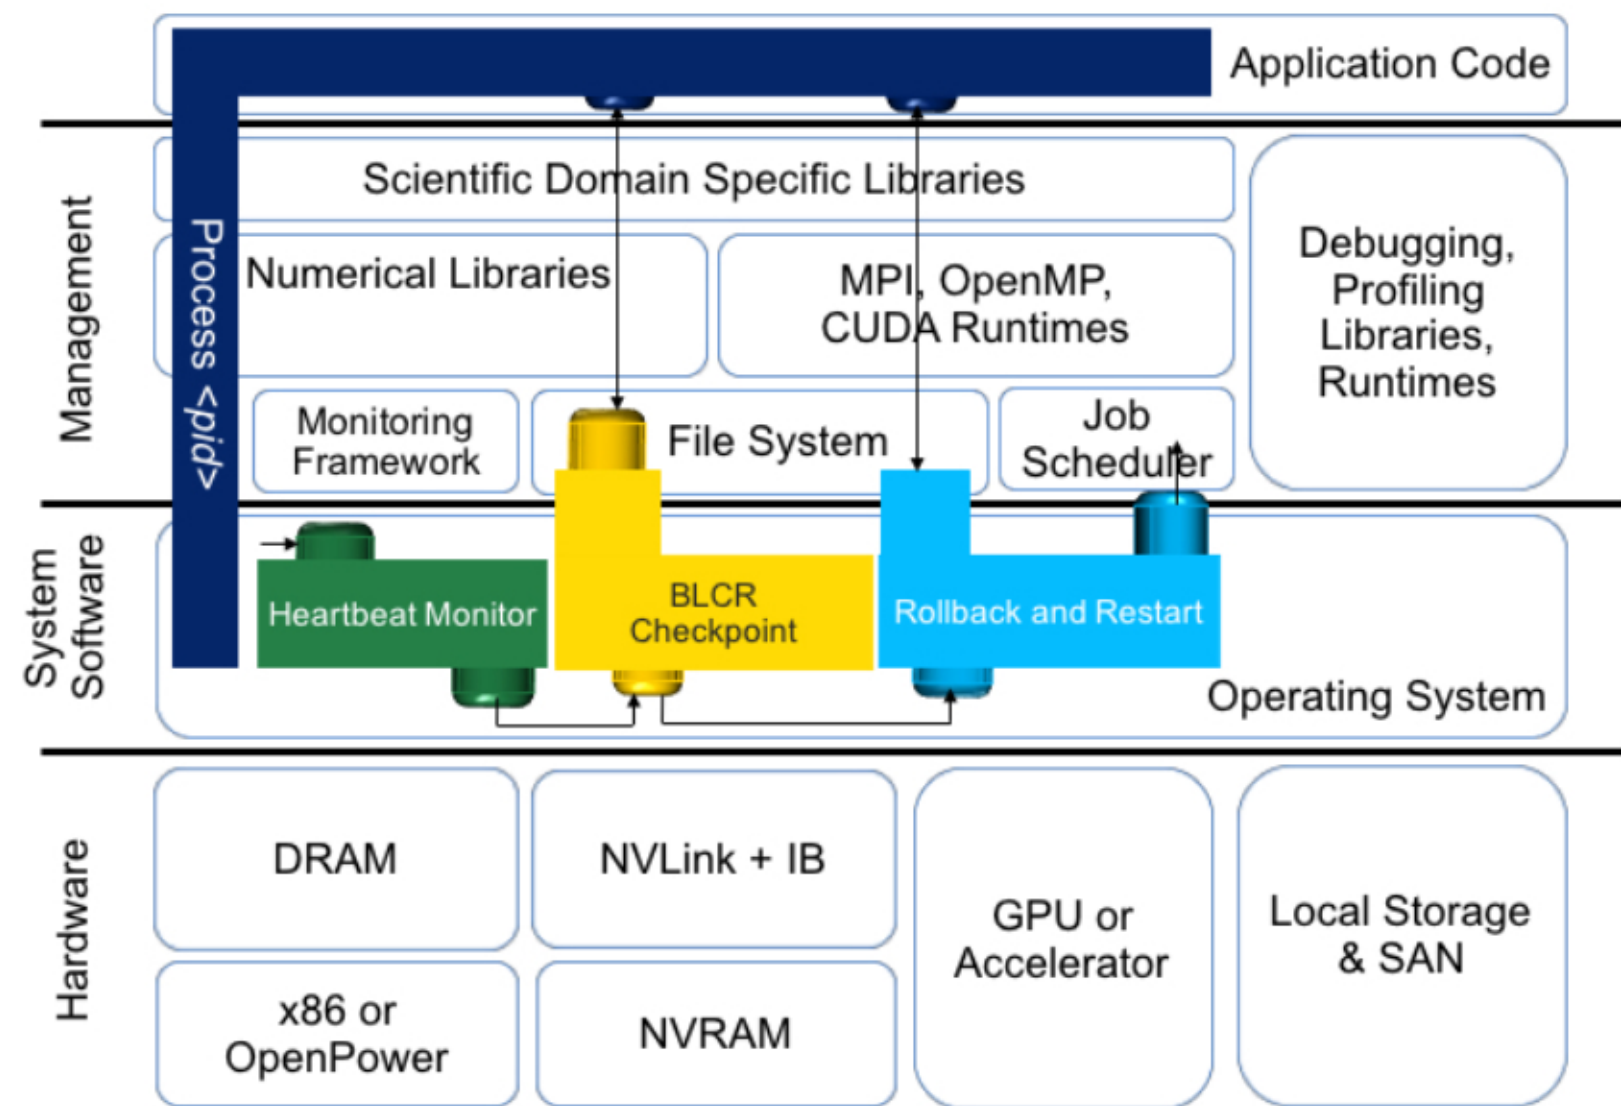 Application Code
Management
Process <pid>
Scientific Domain Specific Libraries
Numerical Libraries
MPI, OpenMP,
CUDA Runtimes
Debugging,
Profiling
Libraries,
Runtimes
Monitoring
Framework
File System
Job
Scheduler
System
Software
Heartbeat Monitor
BLCR
Checkpoint
Rollback and Restart
Operating System
Hardware
DRAM
NVLink + IB
GPU or
Accelerator
Local Storage
& SAN
x86 or
OpenPower
NVRAM